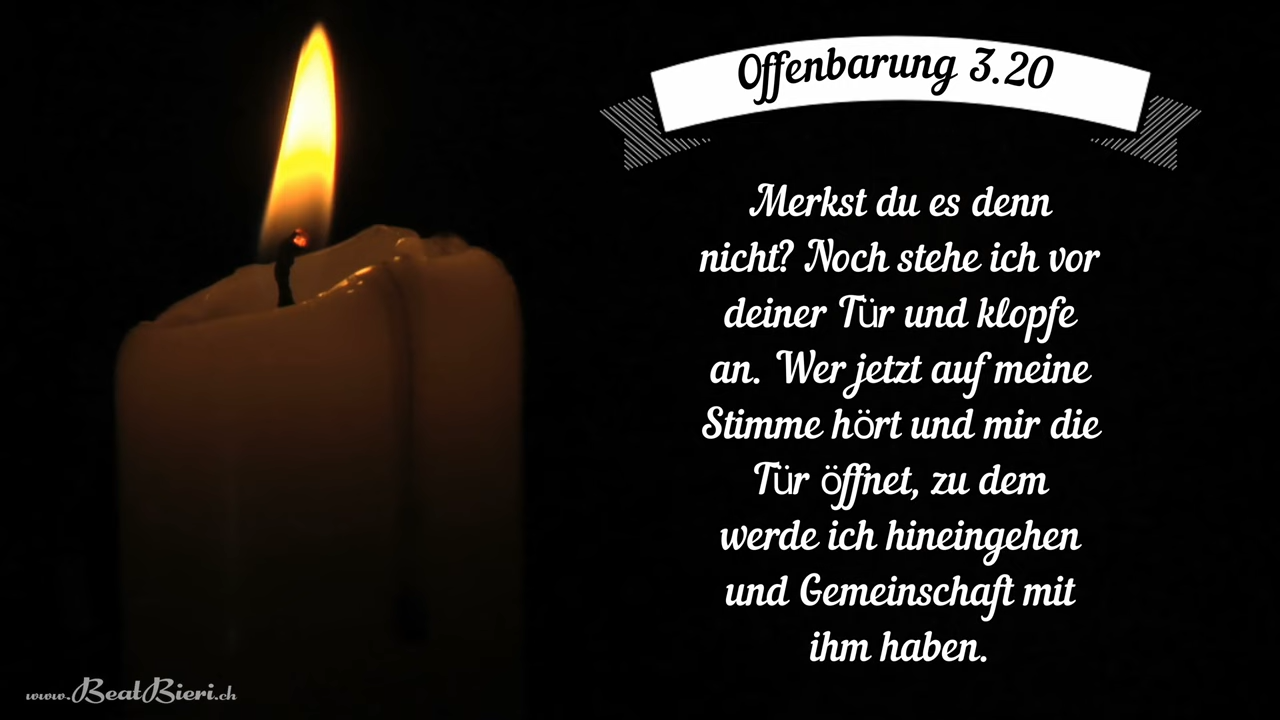 Offenbarung 3.20
Merkst du es denn
nicht? Noch stehe ich vor
deiner Tür und klopfe
an. Wer jetzt auf meine
Stimme hört und mir die
Tür öffnet, zu dem
werde ich hineingehen
und Gemeinschaft mit
ihm haben.
www.BeatBieri.ch